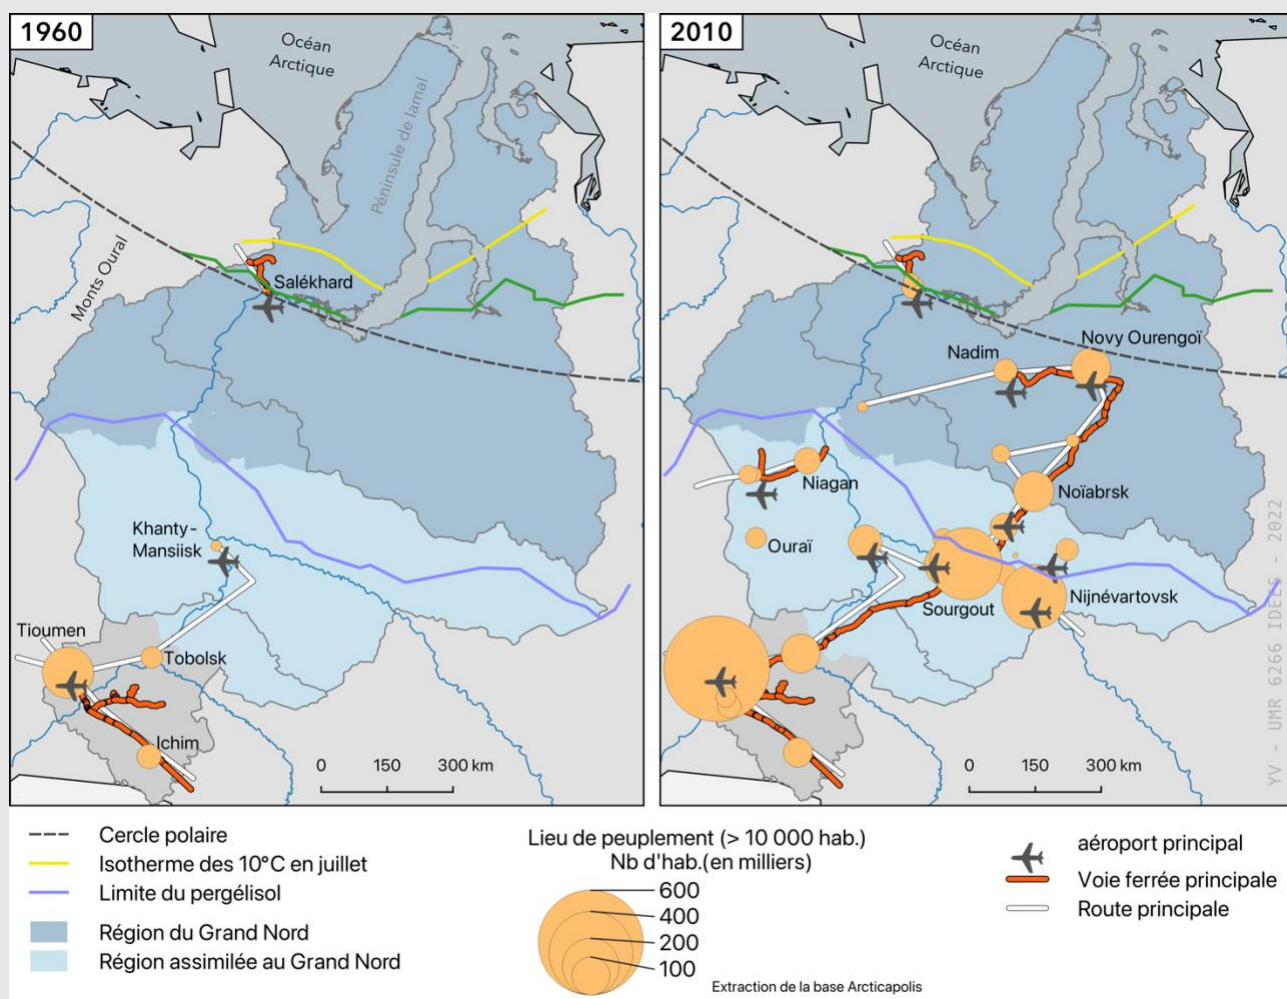 1960
Océan
Arctique
Péninsule de Iamal
Monts Oural
Salékhard
Khanty-
Mansiisk
Tioumen
Tobolsk
Ichim
0 150 300 km
2010
Océan
Arctique
Novy Ourengoï
Nadim
Niagan
Noïabrsk
Ouraï
Sourgout
Nijnévartovsk
0 150 300 km
YV - UMR 6266 IDEES - 2022
Cercle polaire
Isotherme des 10°C en juillet
Limite du pergélisol
Région du Grand Nord
Région assimilée au Grand Nord
Lieu de peuplement (> 10 000 hab.)
Nb d'hab.(en milliers)
600
400
200
100
Extraction de la base Arcticapolis
aéroport principal
Voie ferrée principale
Route principale